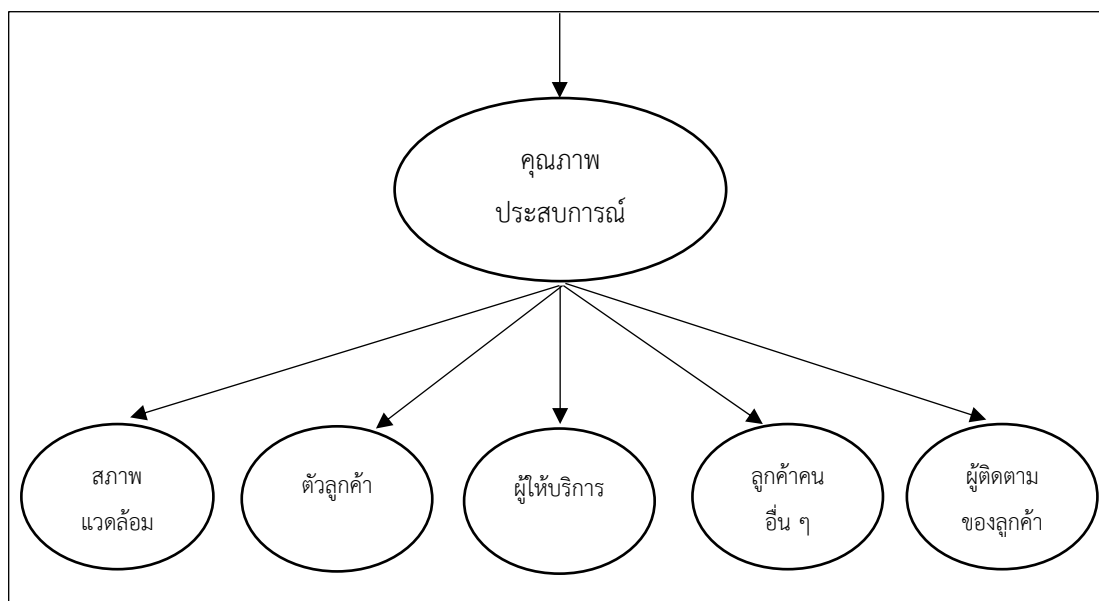 คุณภาพ
ประสบการณ์
สภาพ
แวดล้อม
ตัวลูกค้า
ผู้ให้บริการ
ลูกค้าคน
อื่น ๆ
ผู้ติดตาม
ของลูกค้า